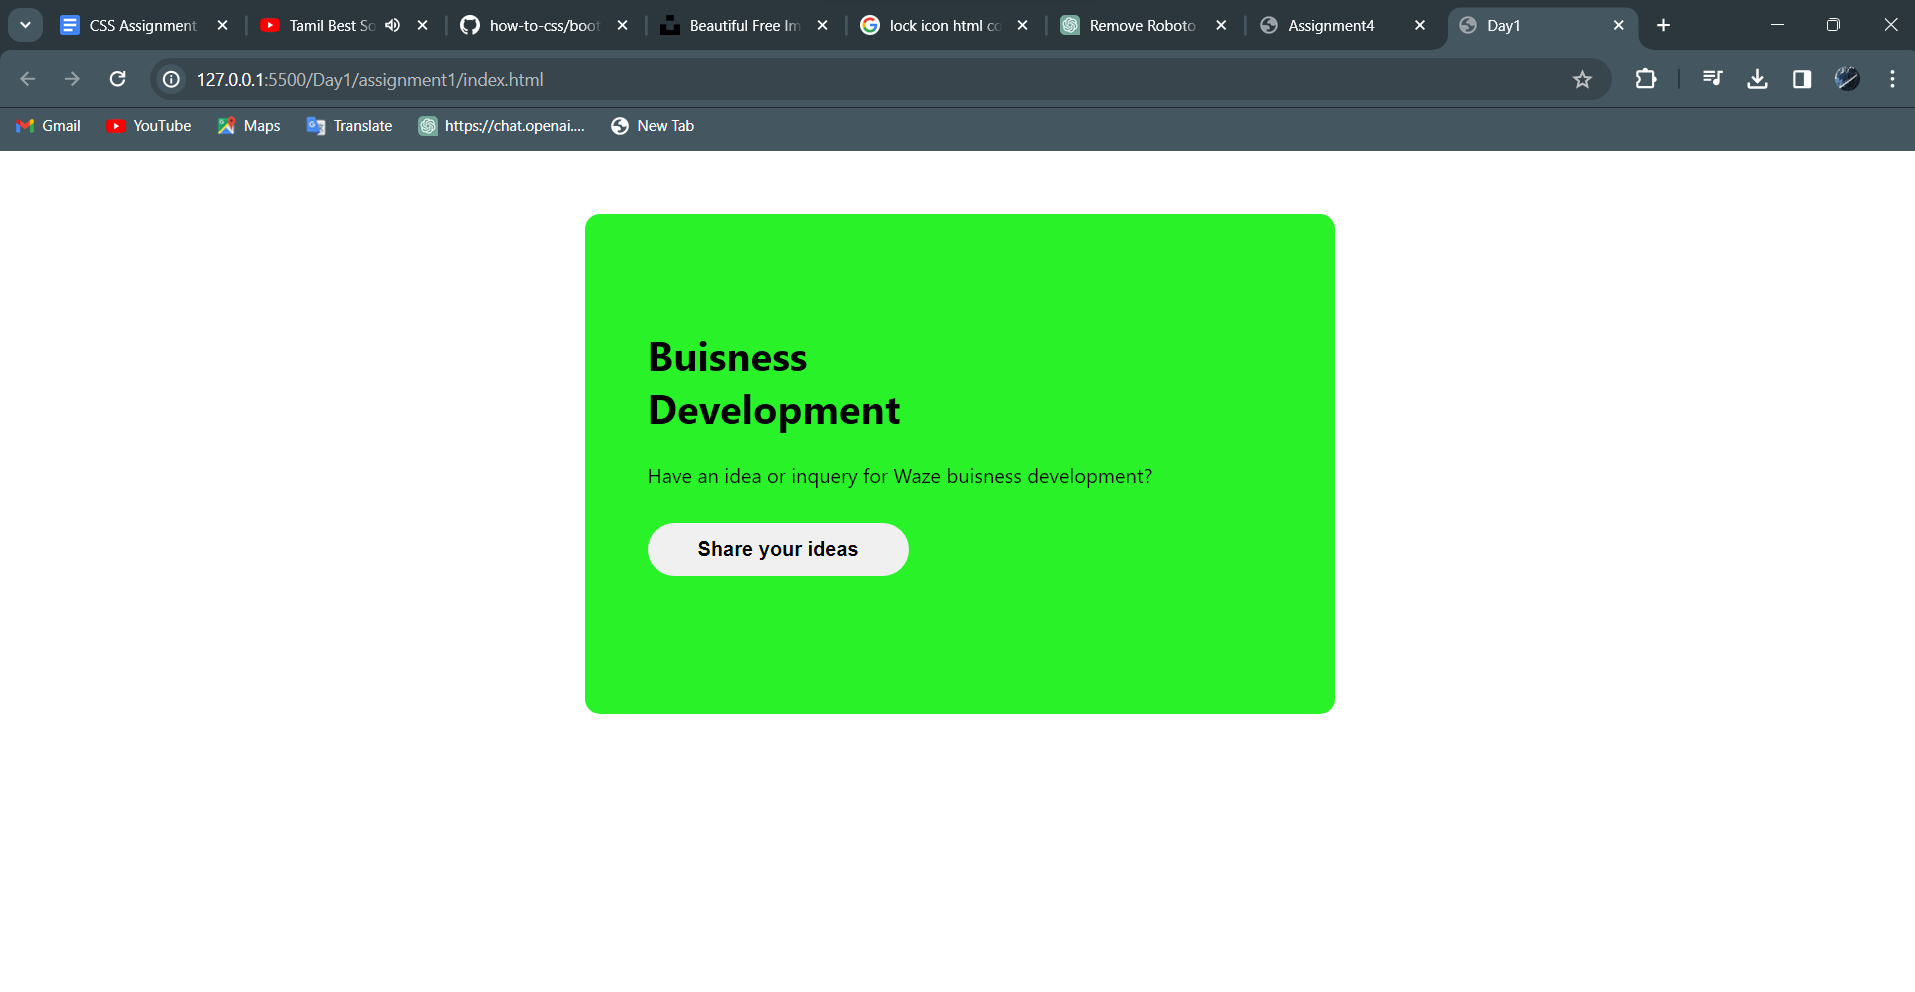 CSS Assignment
Tamil Best So
how-to-css/boot
Beautiful Free Im
lock icon html co
Remove Roboto
Assignment4
Day1
127.0.0.1:5500/Day1/assignment1/index.html
Gmail
YouTube
Maps
Translate
https://chat.openai....
New Tab
Buisness
Development
Have an idea or inquery for Waze buisness development?
Share your ideas